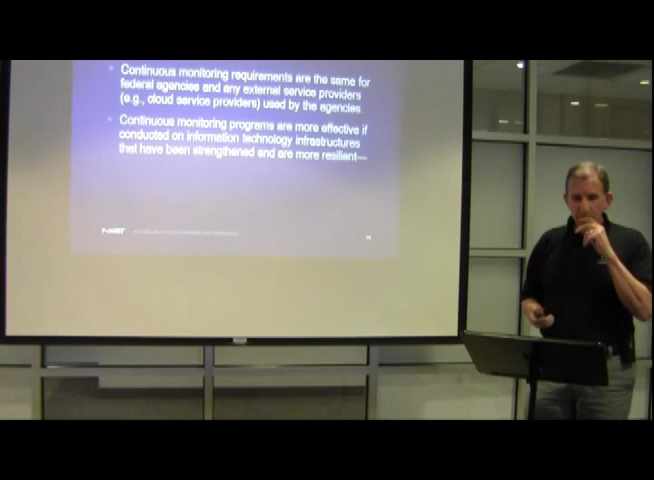 Continuous monitoring requirements are the same for
federal agencies and any external service providers
(e.g., cloud service providers) used by the agencies.
Continuous monitoring programs are more effective if
conducted on information technology infrastructures
that have been strengthened and are more resilient—